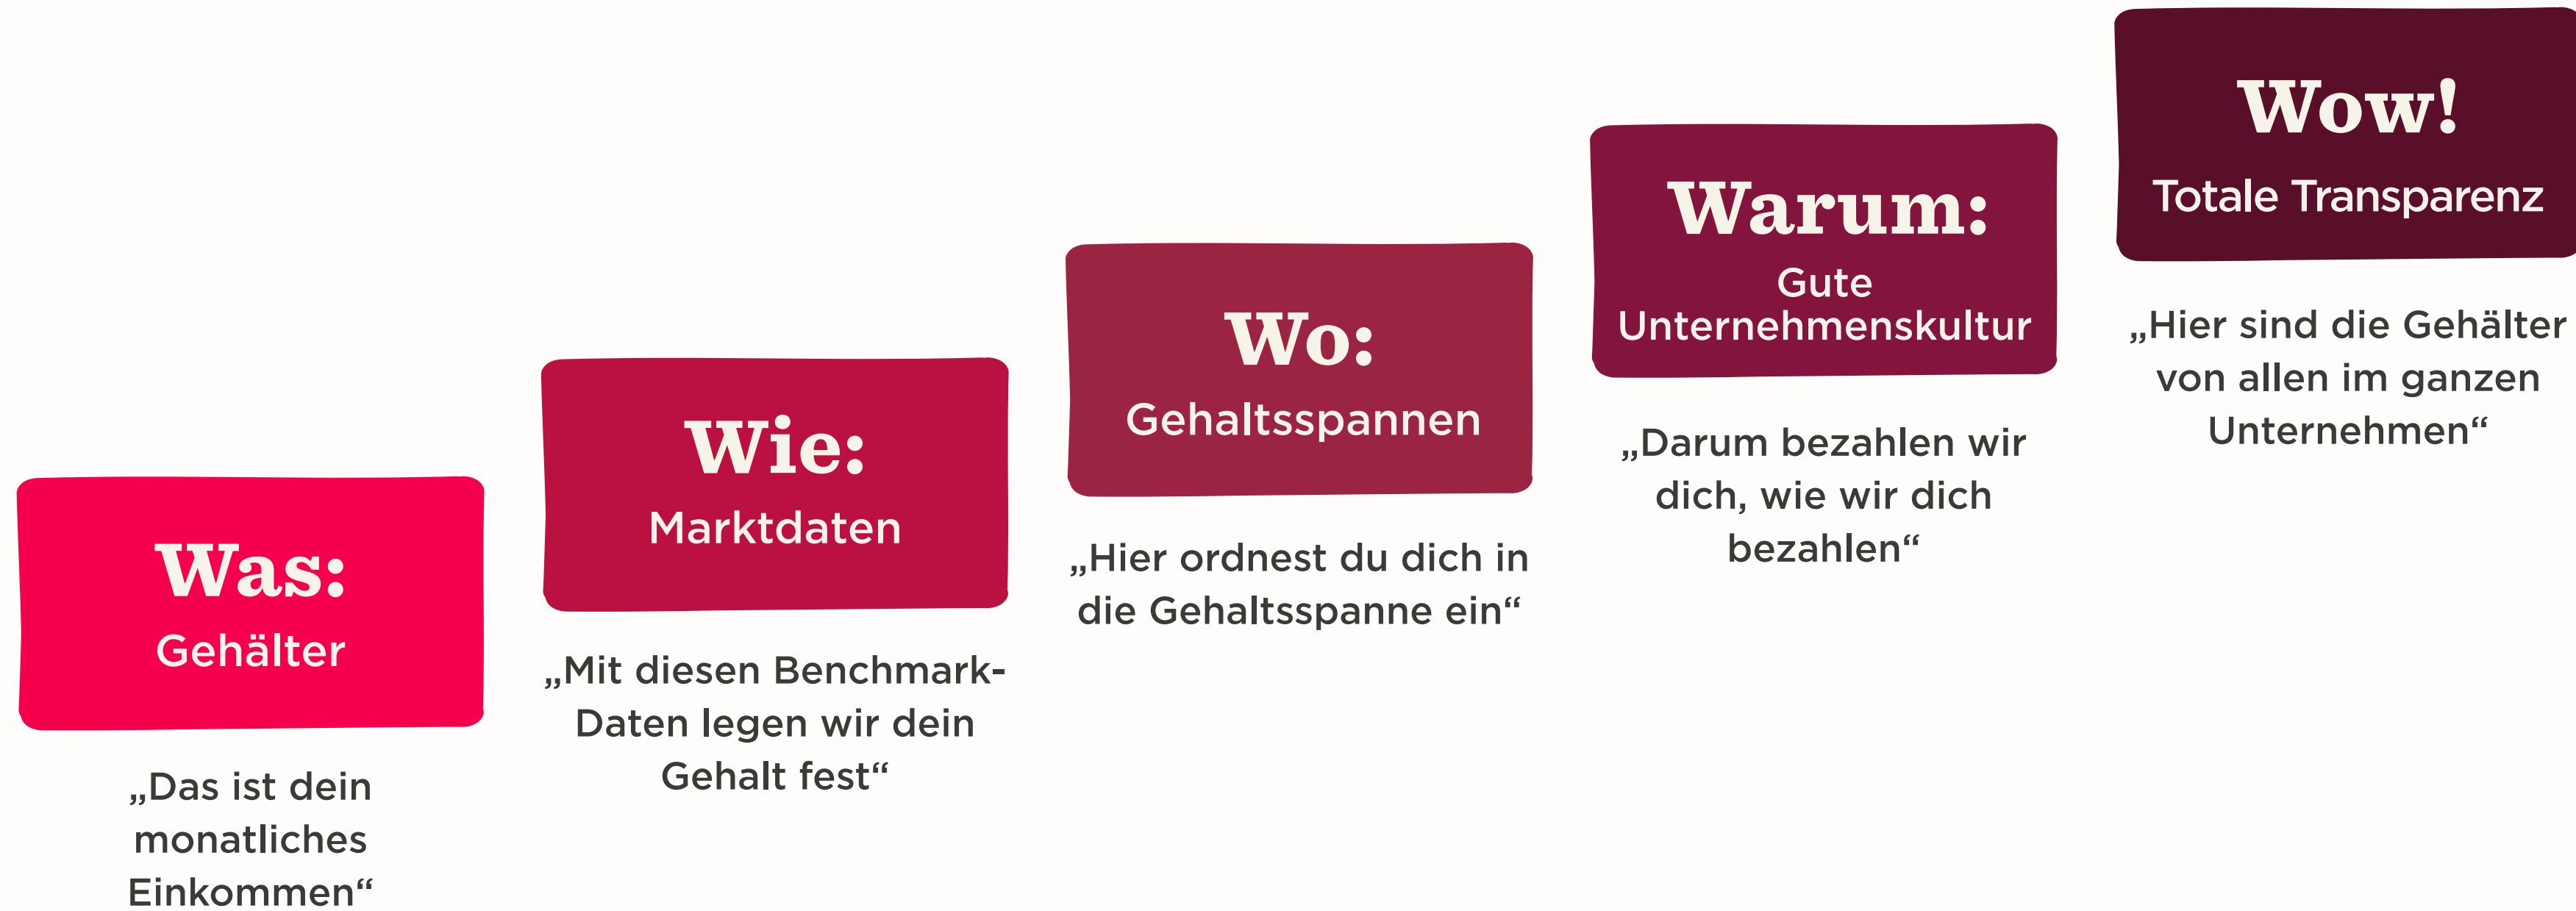 Was:
Gehälter
„Das ist dein
monatliches
Einkommen“
Wie:
Marktdaten
„Mit diesen Benchmark-
Daten legen wir dein
Gehalt fest“
Wo:
Gehaltsspannen
„Hier ordnest du dich in
die Gehaltsspanne ein“
Warum:
Gute
Unternehmenskultur
„Darum bezahlen wir
dich, wie wir dich
bezahlen“
Wow!
Totale Transparenz
„Hier sind die Gehälter
von allen im ganzen
Unternehmen“